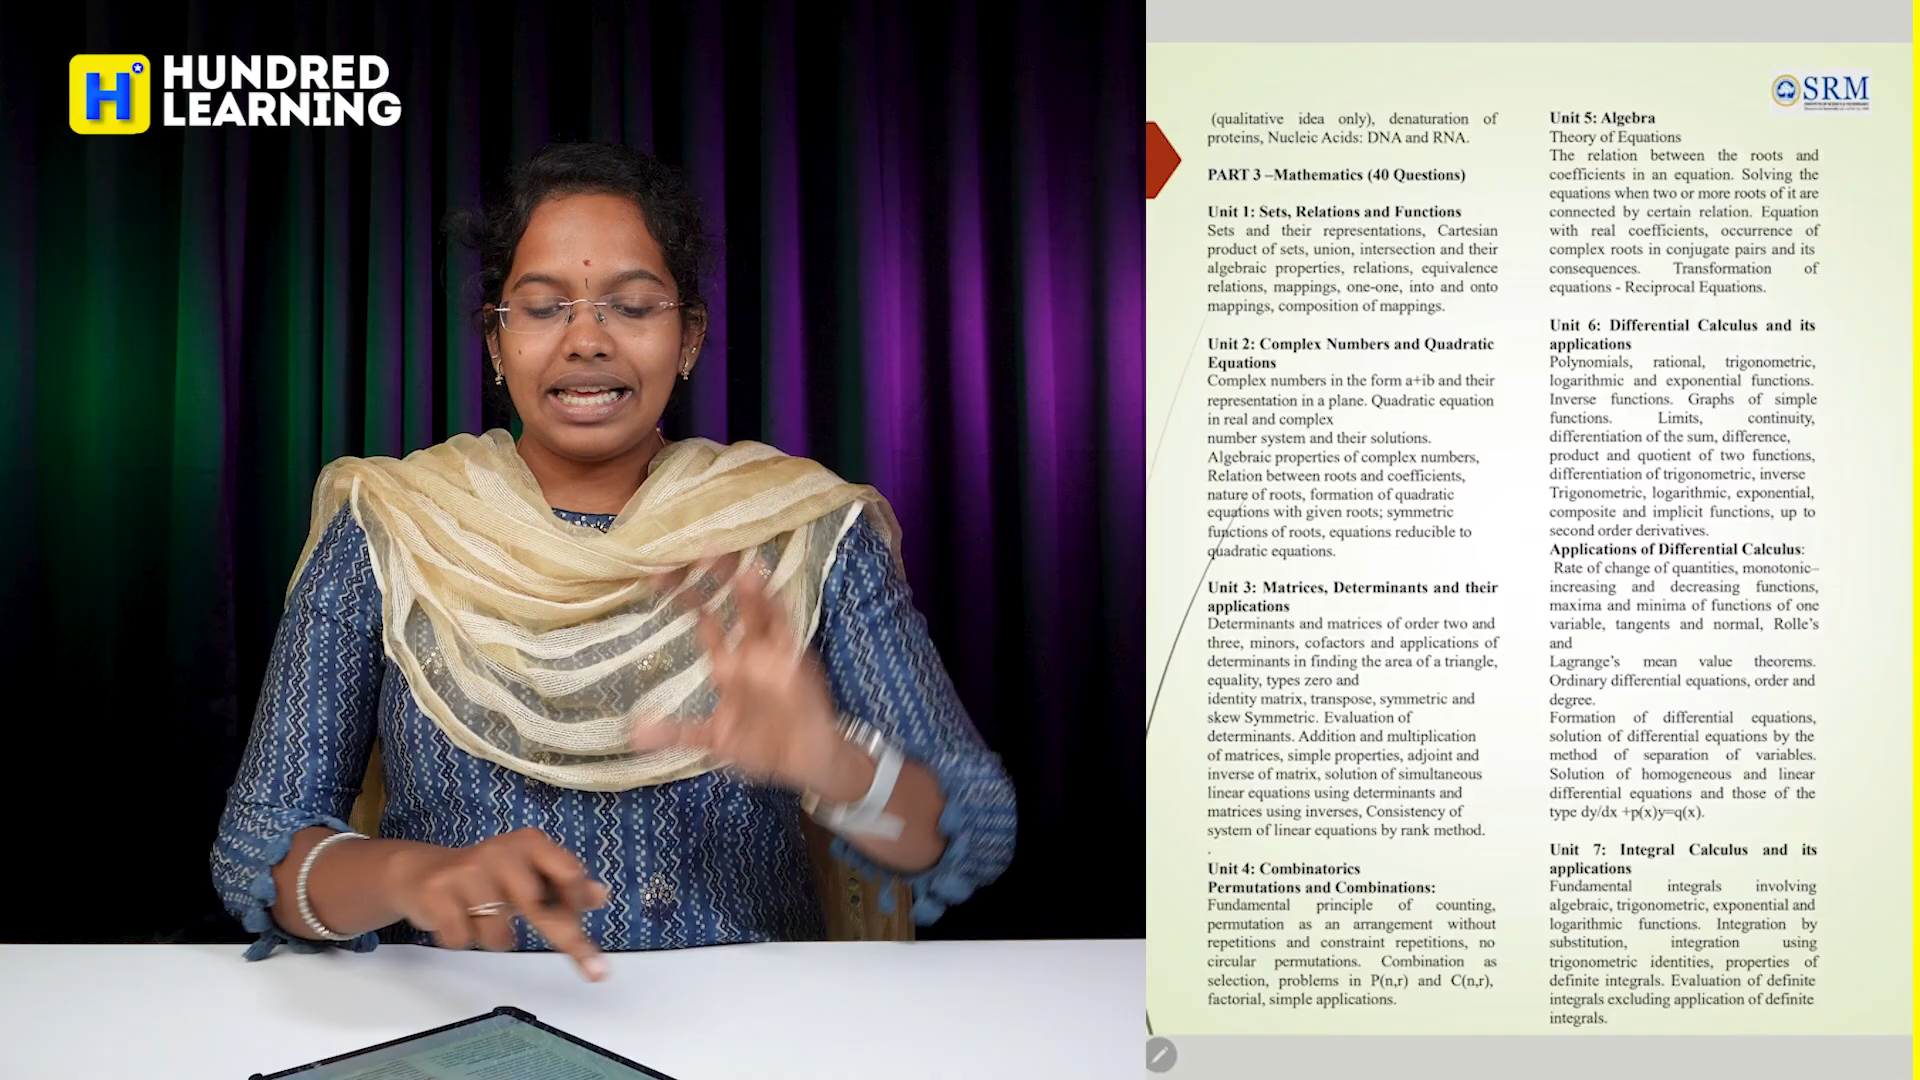 H
HUNDRED
LEARNING
SRM
(qualitative idea only), denaturation of
proteins, Nucleic Acids: DNA and RNA.
PART 3 –Mathematics (40 Questions)
Unit 1: Sets, Relations and Functions
Sets and their representations, Cartesian
product of sets, union, intersection and their
algebraic properties, relations, equivalence
relations, mappings, one-one, into and onto
mappings, composition of mappings.
Unit 2: Complex Numbers and Quadratic
Equations
Complex numbers in the form a+ib and their
representation in a plane. Quadratic equation
in real and complex
number system and their solutions.
Algebraic properties of complex numbers,
Relation between roots and coefficients,
nature of roots, formation of quadratic
equations with given roots; symmetric
functions of roots, equations reducible to
quadratic equations.
Unit 3: Matrices, Determinants and their
applications
Determinants and matrices of order two and
three, minors, cofactors and applications of
determinants in finding the area of a triangle,
equality, types zero and
identity matrix, transpose, symmetric and
skew Symmetric. Evaluation of
determinants. Addition and multiplication
of matrices, simple properties, adjoint and
inverse of matrix, solution of simultaneous
linear equations using determinants and
matrices using inverses, Consistency of
system of linear equations by rank method.
.
Unit 4: Combinatorics
Permutations and Combinations:
Fundamental principle of counting,
permutation as an arrangement without
repetitions and constraint repetitions, no
circular permutations. Combination as
selection, problems in P(n,r) and C(n,r),
factorial, simple applications.
Unit 5: Algebra
Theory of Equations
The relation between the roots and
coefficients in an equation. Solving the
equations when two or more roots of it are
connected by certain relation. Equation
with real coefficients, occurrence of
complex roots in conjugate pairs and its
consequences. Transformation of
equations - Reciprocal Equations.
Unit 6: Differential Calculus and its
applications
Polynomials, rational, trigonometric,
logarithmic and exponential functions.
Inverse functions. Graphs of simple
functions. Limits, continuity,
differentiation of the sum, difference,
product and quotient of two functions,
differentiation of trigonometric, inverse
Trigonometric, logarithmic, exponential,
composite and implicit functions, up to
second order derivatives.
Applications of Differential Calculus:
Rate of change of quantities, monotonic–
increasing and decreasing functions,
maxima and minima of functions of one
variable, tangents and normal, Rolle's
and
Lagrange's mean value theorems.
Ordinary differential equations, order and
degree.
Formation of differential equations,
solution of differential equations by the
method of separation of variables.
Solution of homogeneous and linear
differential equations and those of the
type dy/dx +p(x)y=q(x).
Unit 7: Integral Calculus and its
applications
Fundamental integrals involving
algebraic, trigonometric, exponential and
logarithmic functions. Integration by
substitution, integration using
trigonometric identities, properties of
definite integrals. Evaluation of definite
integrals excluding application of definite
integrals.